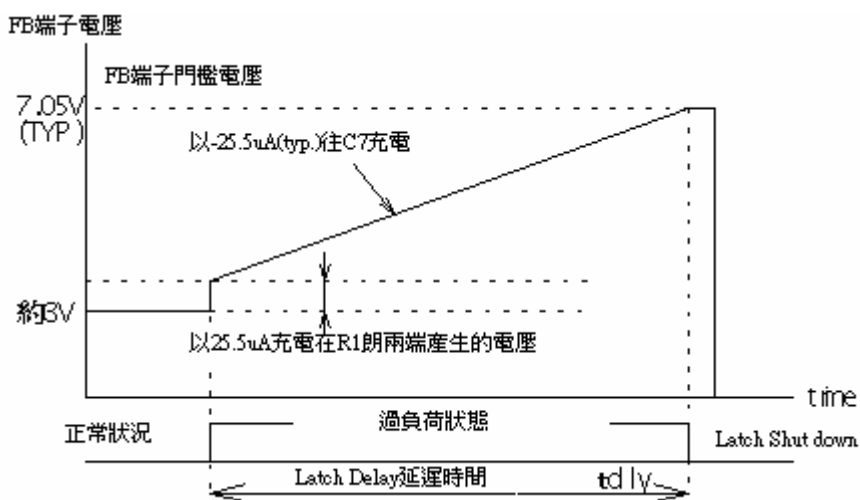 FB端子電壓
FB端子門檻電壓
7.05V
(TYP)
以-25.5uA(typ.)往C7充電
約3V
以25.5uA充電在R1朗兩端產生的電壓
time
正常狀況
過負荷狀態
Latch Shut down
Latch Delay延遲時間
tdly